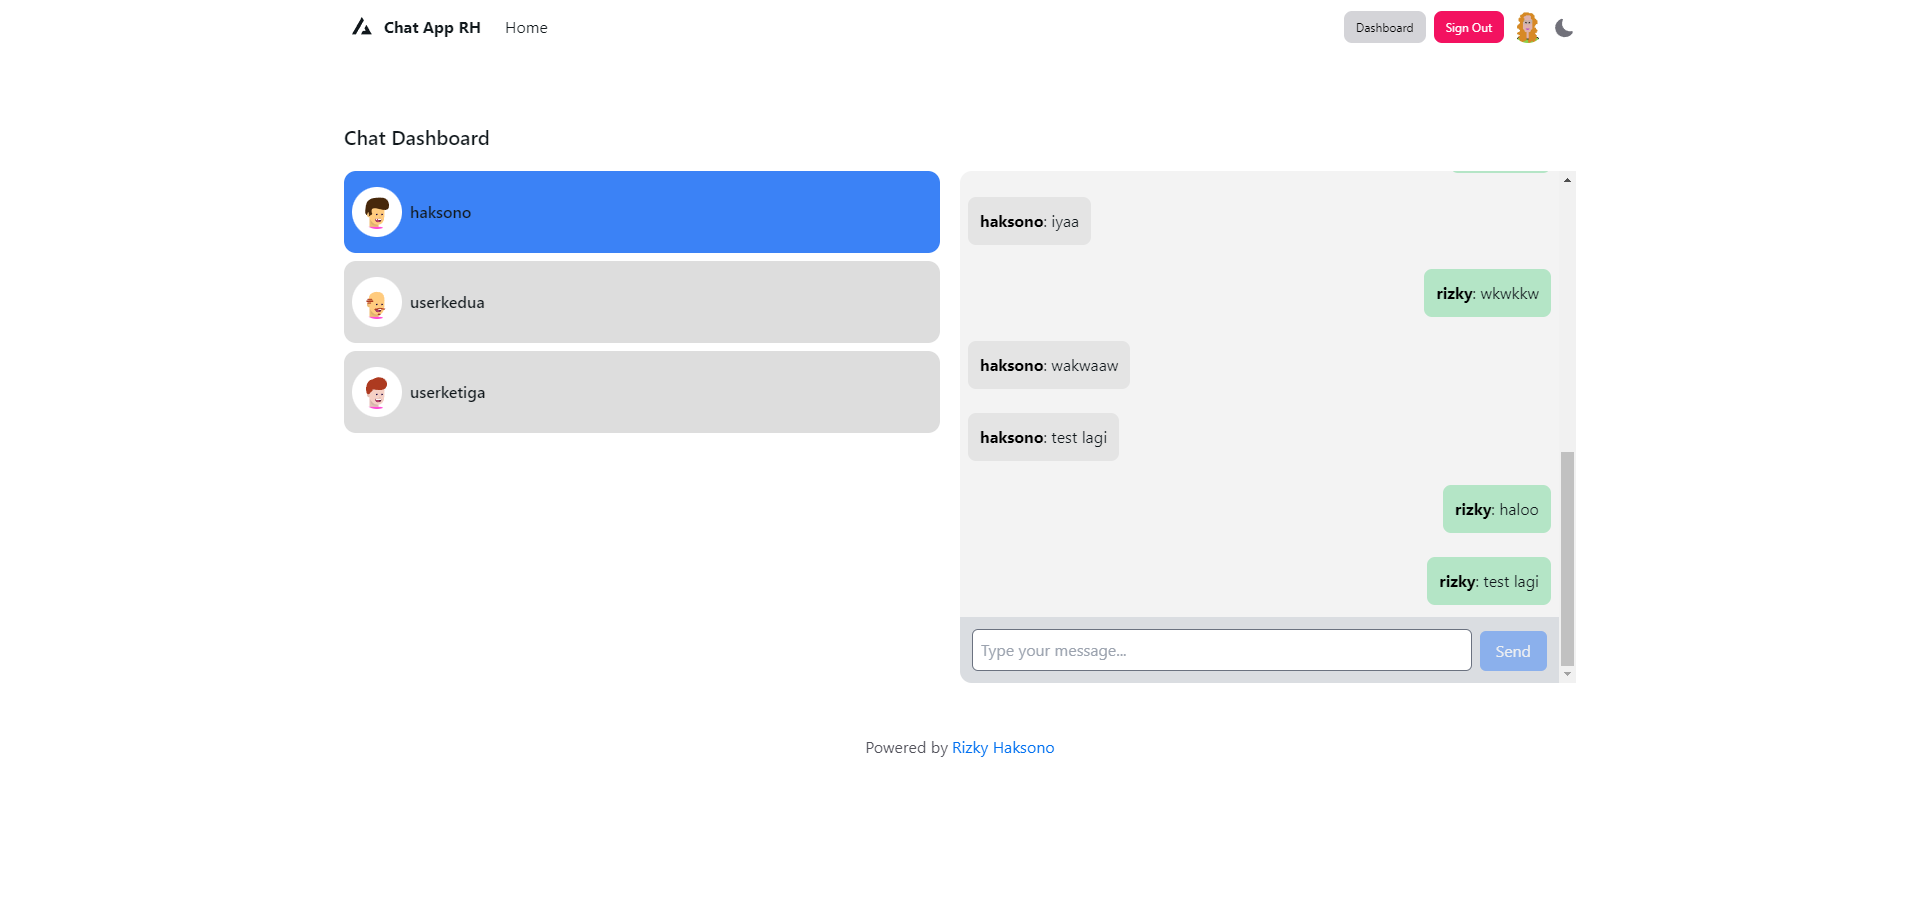 Chat App RH
Home
Dashboard
Sign Out
Chat Dashboard
haksono
userkedua
userketiga
haksono: iyaa
rizky: wkwkkw
haksono: wakwaaw
haksono: test lagi
rizky: haloo
rizky: test lagi
Type your message...
Send
Powered by Rizky Haksono